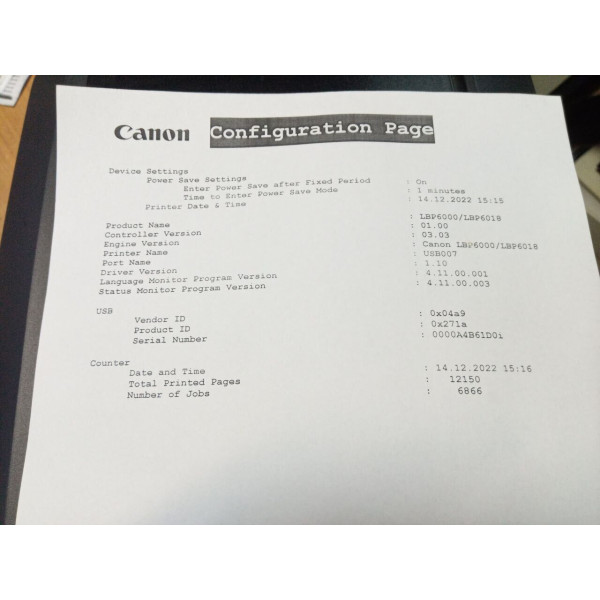 Canon Configuration Page
Device Settings
Power Save Settings
Enter Power Save after Fixed Period : On
Time to Enter Power Save Mode : 1 minutes
Printer Date & Time : 14.12.2022 15:15
Product Name : LBP6000/LBP6018
Controller Version : 01.00
Engine Version : 03.03
Printer Name : Canon LBP6000/LBP6018
Port Name : USB007
Driver Version : 1.10
Language Monitor Program Version : 4.11.00.001
Status Monitor Program Version : 4.11.00.003
USB
Vendor ID : 0x04a9
Product ID : 0x271a
Serial Number : 0000A4B61D0i
Counter
Date and Time : 14.12.2022 15:16
Total Printed Pages : 12150
Number of Jobs : 6866